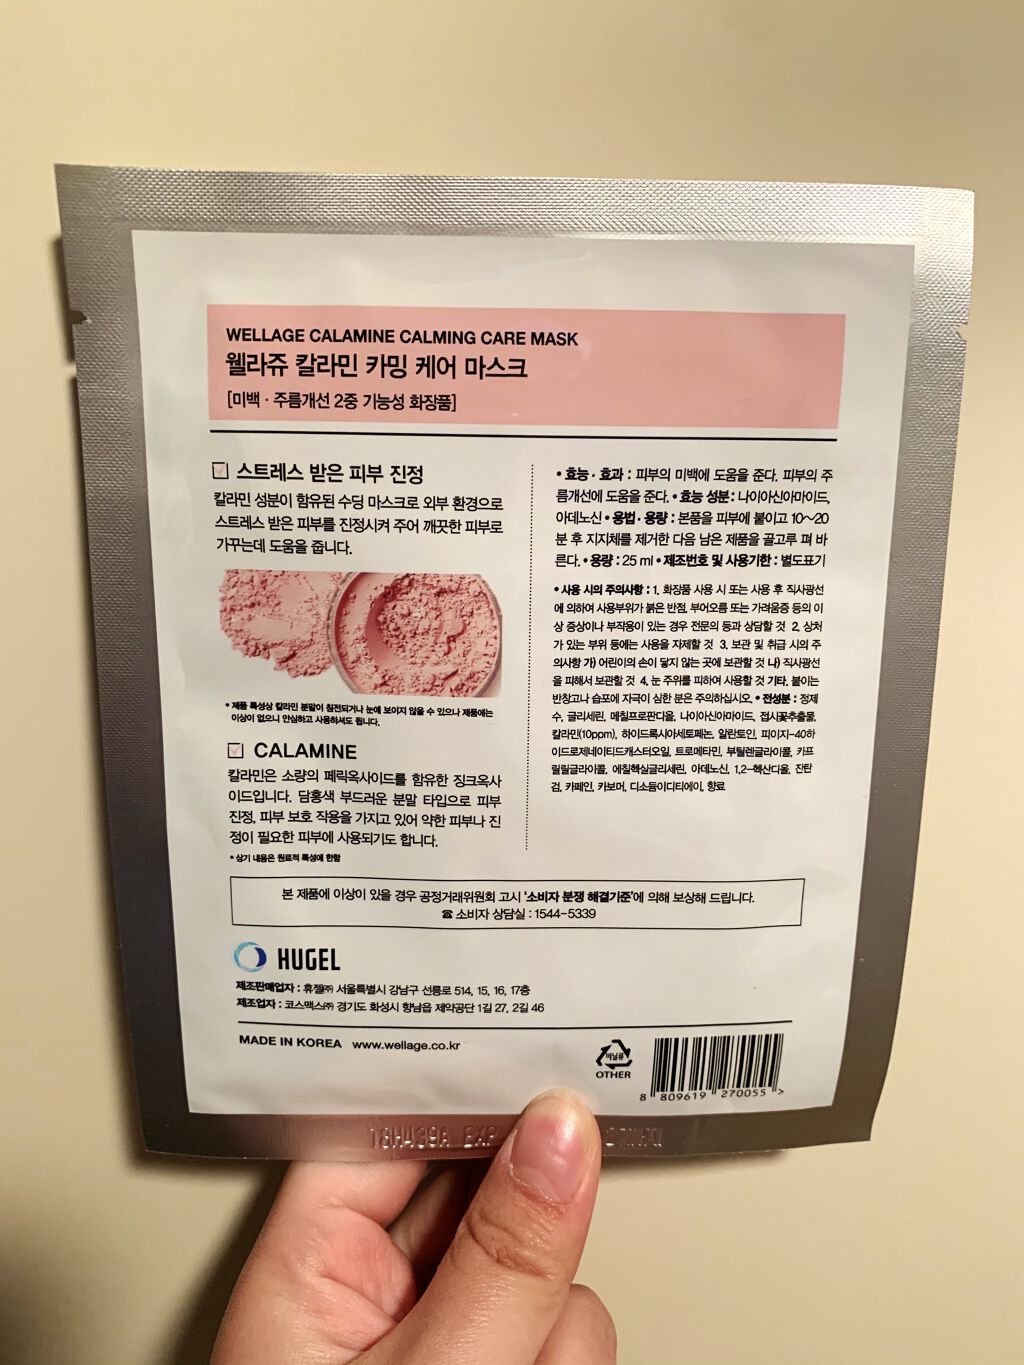 WELLAGE CALAMINE CALMING CARE MASK
웰라쥬 칼라민 카밍 케어 마스크
[미백 · 주름개선 2중 기능성 화장품]
스트레스 받은 피부 진정
칼라민 성분이 함유된 수딩 마스크로 외부 환경으로
스트레스 받은 피부를 진정시켜 주어 깨끗한 피부로
가꾸는데 도움을 줍니다.
* 제품 특성상 칼라민 분말이 침전되거나 눈에 보이지 않을 수 있으나 제품에는
이상이 없으니 안심하고 사용하셔도 됩니다.
CALAMINE
칼라민은 소량의 페릭옥사이드를 함유한 징크옥사
이드입니다. 담홍색 부드러운 분말 타입으로 피부
진정, 피부 보호 작용을 가지고 있어 약한 피부나 진
정이 필요한 피부에 사용되기도 합니다.
* 상기 내용은 원료적 특성에 한함
• 효능 · 효과 : 피부의 미백에 도움을 준다. 피부의 주
름개선에 도움을 준다. • 효능 성분 : 나이아신아마이드,
아데노신 • 용법 · 용량 : 본품을 피부에 붙이고 10~20
분 후 지지체를 제거한 다음 남은 제품을 골고루 펴 바
른다. • 용량 : 25 ml • 제조번호 및 사용기한 : 별도표기
• 사용 시의 주의사항 : 1. 화장품 사용 시 또는 사용 후 직사광선
에 의하여 사용부위가 붉은 반점, 부어오름 또는 가려움증 등의 이
상 증상이나 부작용이 있는 경우 전문의 등과 상담할 것 2. 상처
가 있는 부위 등에는 사용을 자제할 것 3. 보관 및 취급 시의 주
의사항 가) 어린이의 손이 닿지 않는 곳에 보관할 것 나) 직사광선
을 피해서 보관할 것 4. 눈 주위를 피하여 사용할 것 기타. 붙이는
반창고나 습포에 자극이 심한 분은 주의하십시오. • 전성분 : 정제
수, 글리세린, 메칠프로판디올, 나이아신아마이드, 접시꽃추출물,
칼라민(10ppm), 하이드록시아세토페논, 알란토인, 피이지-40하
이드로제네이티드캐스터오일, 트로메타민, 부틸렌글라이콜, 카프
릴릴글라이콜, 에칠헥실글리세린, 아데노신, 1,2-헥산디올, 잔탄
검, 카페인, 카보머, 디소듐이디티에이, 향료
본 제품에 이상이 있을 경우 공정거래위원회 고시 '소비자 분쟁 해결기준'에 의해 보상해 드립니다.
☎ 소비자 상담실 : 1544-5339
HUGEL
제조판매업자 : 휴젤㈜ 서울특별시 강남구 선릉로 514, 15, 16, 17층
제조업자 : 코스맥스㈜ 경기도 화성시 향남읍 제약공단 1길 27, 2길 46
MADE IN KOREA www.wellage.co.kr
비닐류
OTHER
8 809619 270055 >
18H439A EXP